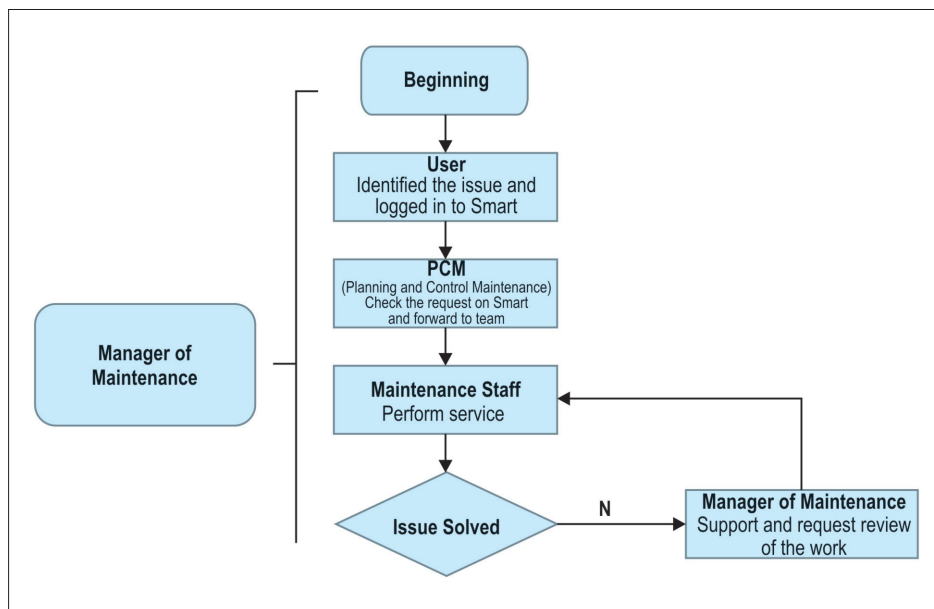 Beginning
User
Identified the issue and
logged in to Smart
PCM
(Planning and Control Maintenance)
Check the request on Smart
and forward to team
Manager of
Maintenance
Maintenance Staff
Perform service
Issue Solved
N
Manager of Maintenance
Support and request review
of the work